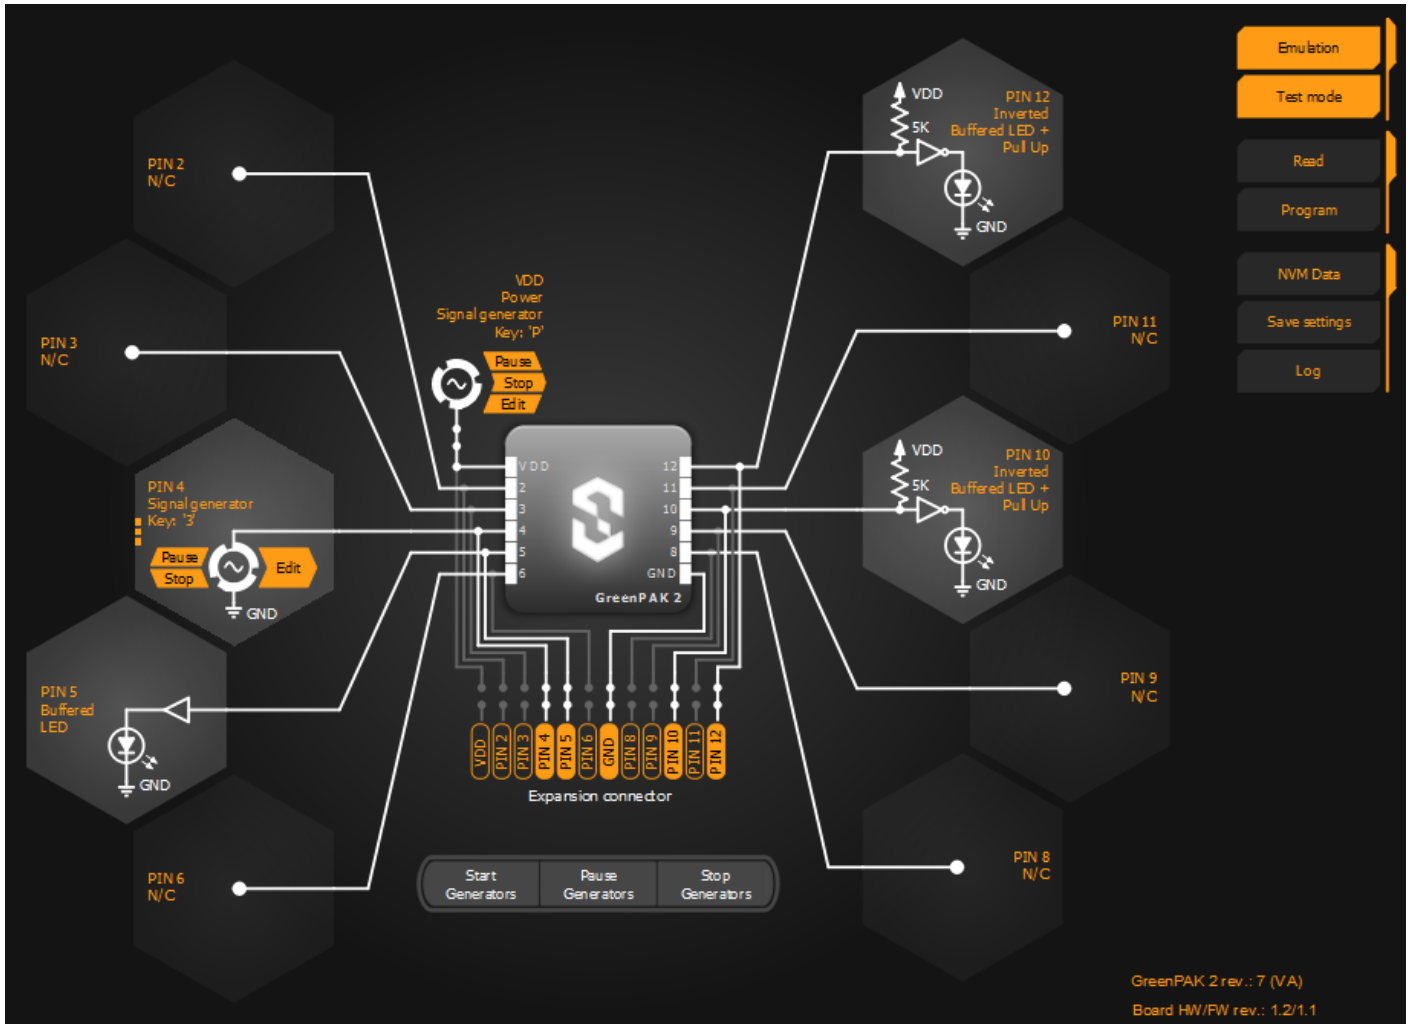 PIN 2
N/C
PIN 3
N/C
PIN 4
Signal generator
Key: '3'
Pause
Stop
Edit
GND
PIN 5
Buffered
LED
GND
PIN 6
N/C
VDD
Power
Signal generator
Key: 'P'
Pause
Stop
Edit
VDD
2
3
4
5
6
12
11
10
9
8
GND
GreenPAK 2
VDD
PIN 2
PIN 3
PIN 4
PIN 5
PIN 6
GND
PIN 8
PIN 9
PIN 10
PIN 11
PIN 12
Expansion connector
Start
Generators
Pause
Generators
Stop
Generators
VDD
5K
PIN 12
Inverted
Buffered LED +
Pull Up
GND
PIN 11
N/C
VDD
5K
PIN 10
Inverted
Buffered LED +
Pull Up
GND
PIN 9
N/C
PIN 8
N/C
Emulation
Test mode
Read
Program
NVM Data
Save settings
Log
GreenPAK 2 rev.: 7 (VA)
Board HW/FW rev.: 1.2/1.1